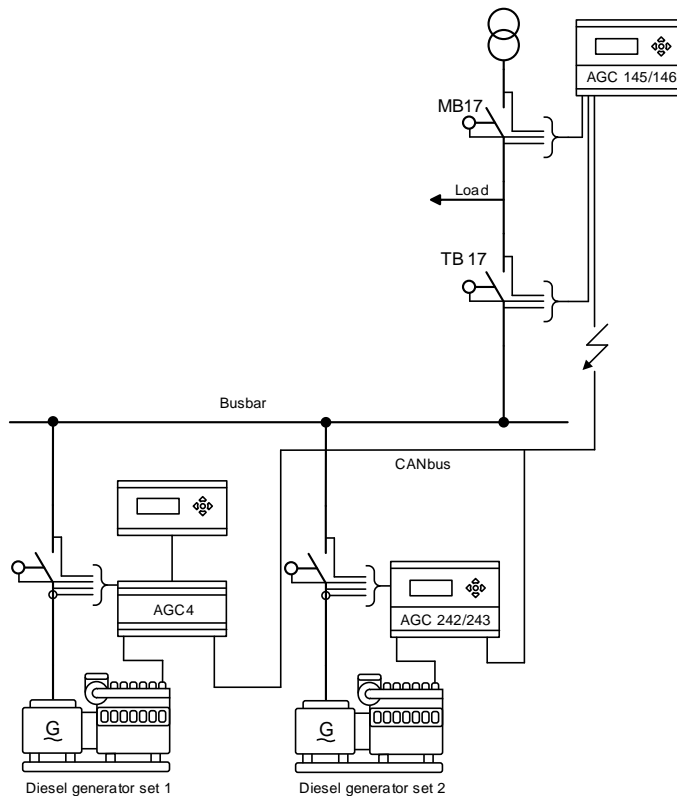 AGC 145/146
MB17
Load
TB 17
Busbar
CANbus
AGC4
AGC 242/243
G
G
Diesel generator set 1
Diesel generator set 2